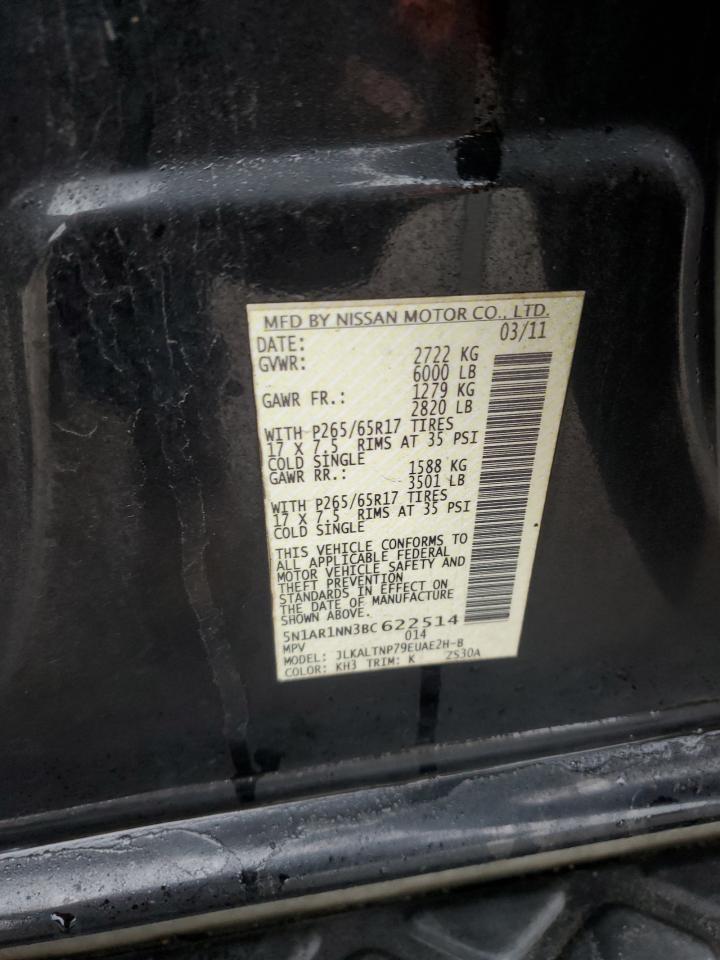 MFD BY NISSAN MOTOR CO., LTD.
DATE: 03/11
GVWR: 2722 KG
6000 LB
GAWR FR.: 1279 KG
2820 LB
WITH P265/65R17 TIRES
17 X 7.5 RIMS AT 35 PSI
COLD SINGLE
GAWR RR.: 1588 KG
3501 LB
WITH P265/65R17 TIRES
17 X 7.5 RIMS AT 35 PSI
COLD SINGLE
THIS VEHICLE CONFORMS TO
ALL APPLICABLE FEDERAL
MOTOR VEHICLE SAFETY AND
THEFT PREVENTION
STANDARDS IN EFFECT ON
THE DATE OF MANUFACTURE
SHOWN ABOVE.
5N1AR1NN3BC622514
MPV 014
MODEL: JLKALTNP79EUAE2H-B
COLOR: KH3 TRIM: K ZS30A